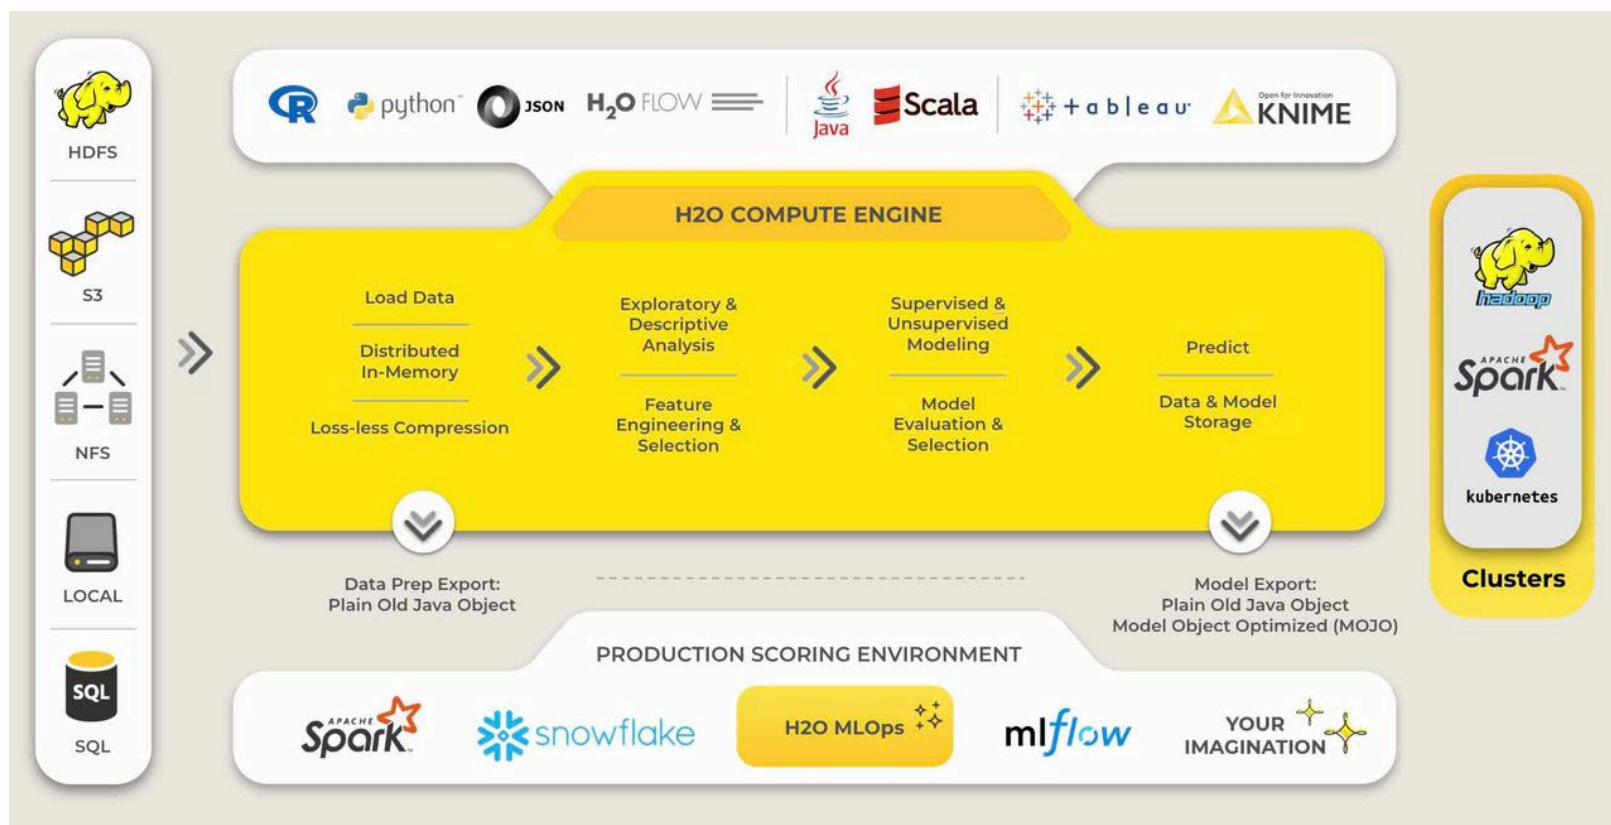 HDFS
S3
NFS
LOCAL
SQL
SQL
R
python™
JSON
H₂O FLOW
Java
Scala
+ a b | e a u
Open for Innovation
KNIME
H2O COMPUTE ENGINE
Load Data
Distributed
In-Memory
Loss-less Compression
Exploratory &
Descriptive
Analysis
Feature
Engineering &
Selection
Supervised &
Unsupervised
Modeling
Model
Evaluation &
Selection
Predict
Data & Model
Storage
Data Prep Export:
Plain Old Java Object
Model Export:
Plain Old Java Object
Model Object Optimized (MOJO)
PRODUCTION SCORING ENVIRONMENT
APACHE
Spark™
snowflake
H2O MLOps
mlflow
YOUR
IMAGINATION
hadoop
APACHE
Spark™
kubernetes
Clusters